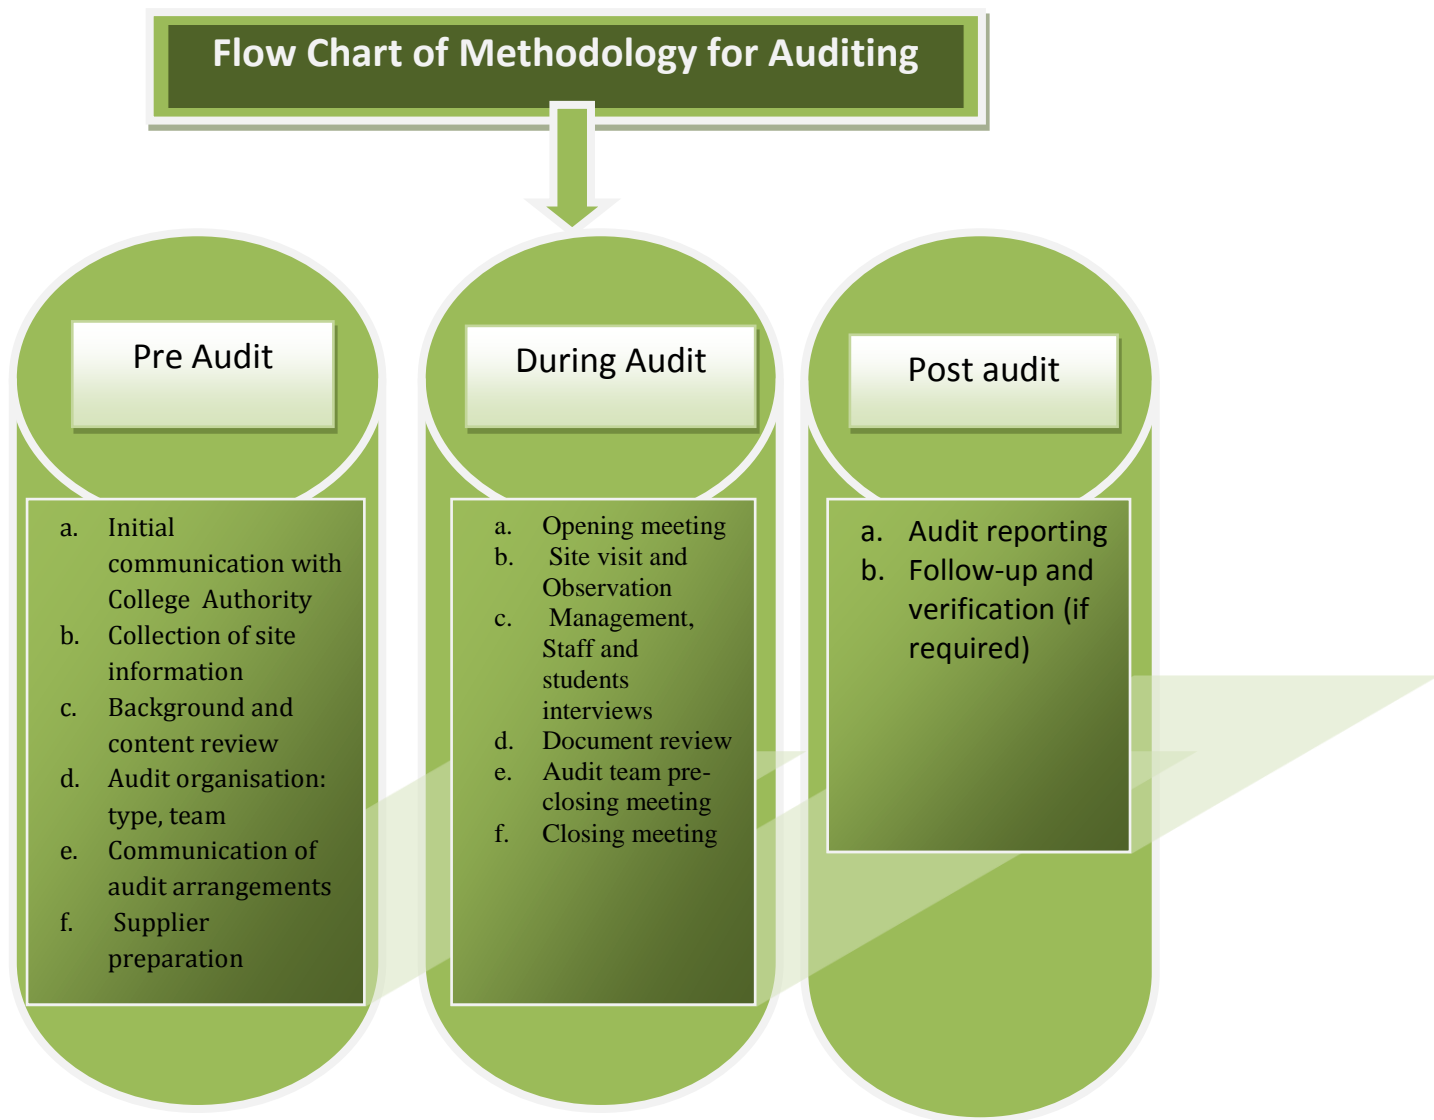 Flow Chart of Methodology for Auditing
Pre Audit
a. Initial
communication with
College Authority
b. Collection of site
information
c. Background and
content review
d. Audit organisation:
type, team
e. Communication of
audit arrangements
f. Supplier
preparation
During Audit
a. Opening meeting
b. Site visit and
Observation
c. Management,
Staff and
students
interviews
d. Document review
e. Audit team pre-
closing meeting
f. Closing meeting
Post audit
a. Audit reporting
b. Follow-up and
verification (if
required)